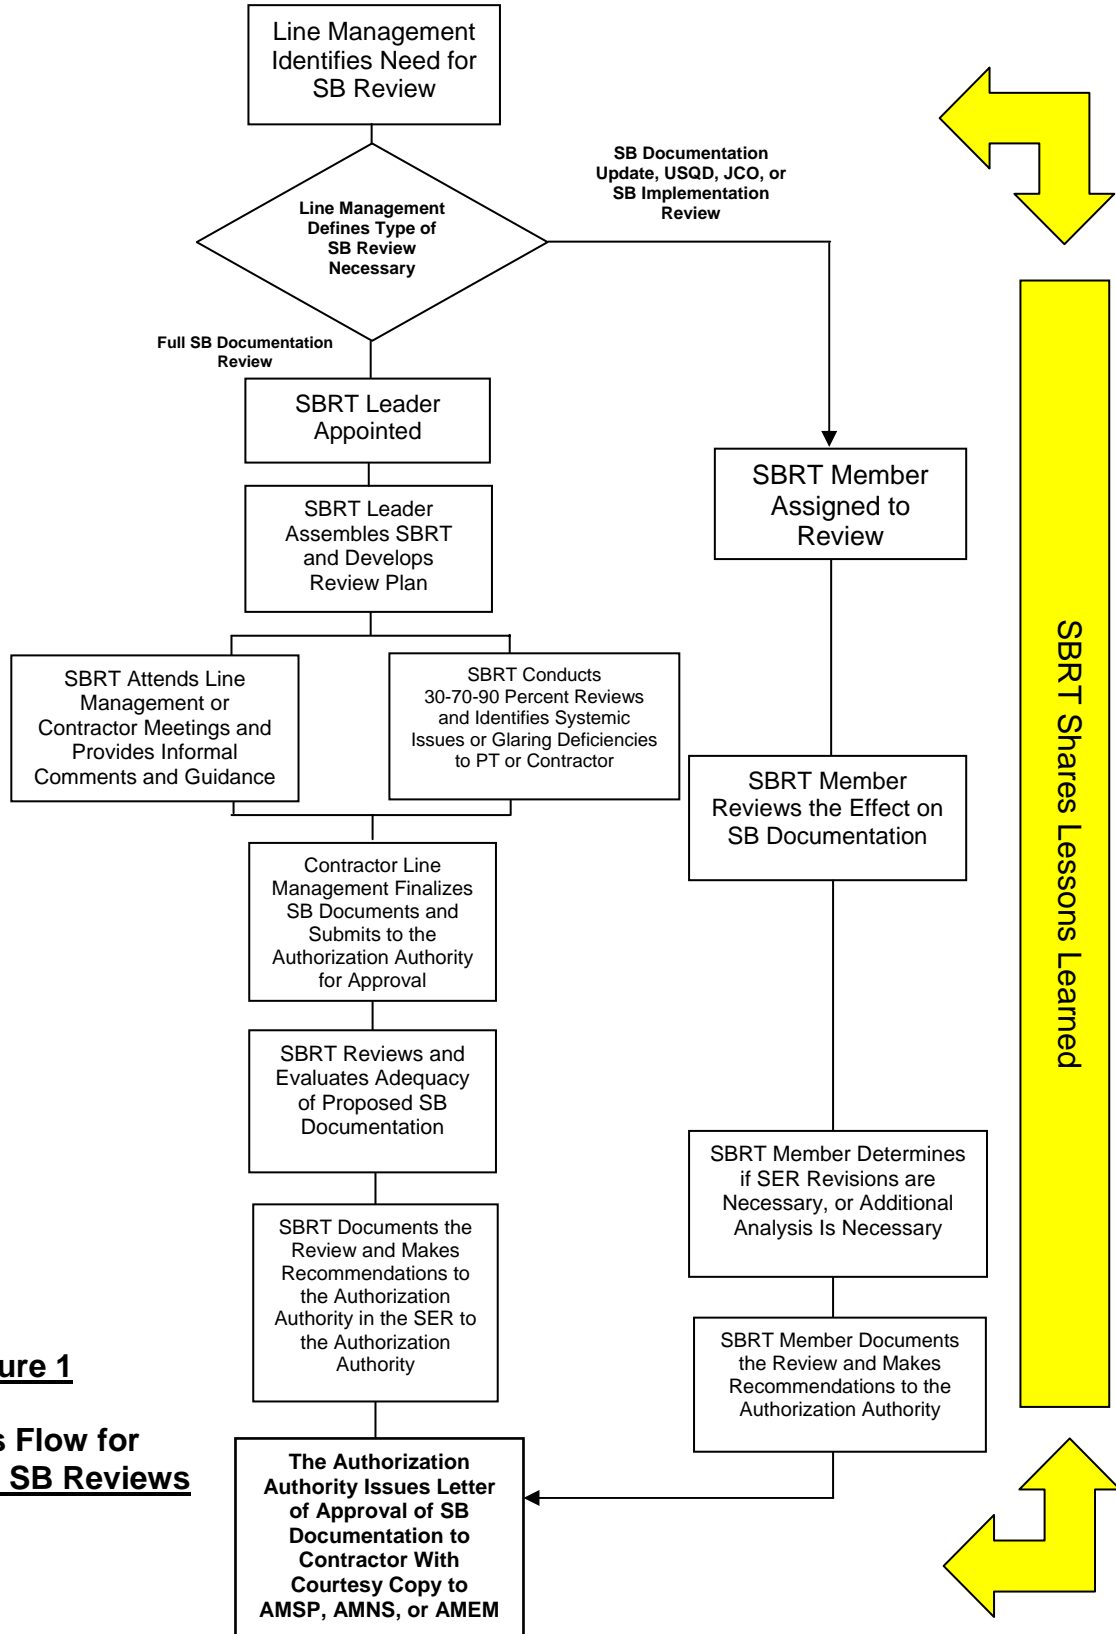 Line Management
Identifies Need for
SB Review
SB Documentation
Update, USQD, JCO, or
SB Implementation
Review
Line Management
Defines Type of
SB Review
Necessary
Full SB Documentation
Review
SBRT Leader
Appointed
SBRT Member
Assigned to
Review
SBRT Leader
Assembles SBRT
and Develops
Review Plan
SBRT Attends Line
Management or
Contractor Meetings and
Provides Informal
Comments and Guidance
SBRT Conducts
30-70-90 Percent Reviews
and Identifies Systemic
Issues or Glaring Deficiencies
to PT or Contractor
SBRT Member
Reviews the Effect on
SB Documentation
SBRT Shares Lessons Learned
Contractor Line
Management Finalizes
SB Documents and
Submits to the
Authorization Authority
for Approval
SBRT Reviews and
Evaluates Adequacy
of Proposed SB
Documentation
SBRT Member Determines
if SER Revisions are
Necessary, or Additional
Analysis Is Necessary
SBRT Documents the
Review and Makes
Recommendations to
the Authorization
Authority in the SER to
the Authorization
Authority
SBRT Member Documents
the Review and Makes
Recommendations to the
Authorization Authority
ure 1
s Flow for
SB Reviews
The Authorization
Authority Issues Letter
of Approval of SB
Documentation to
Contractor With
Courtesy Copy to
AMSP, AMNS, or AMEM